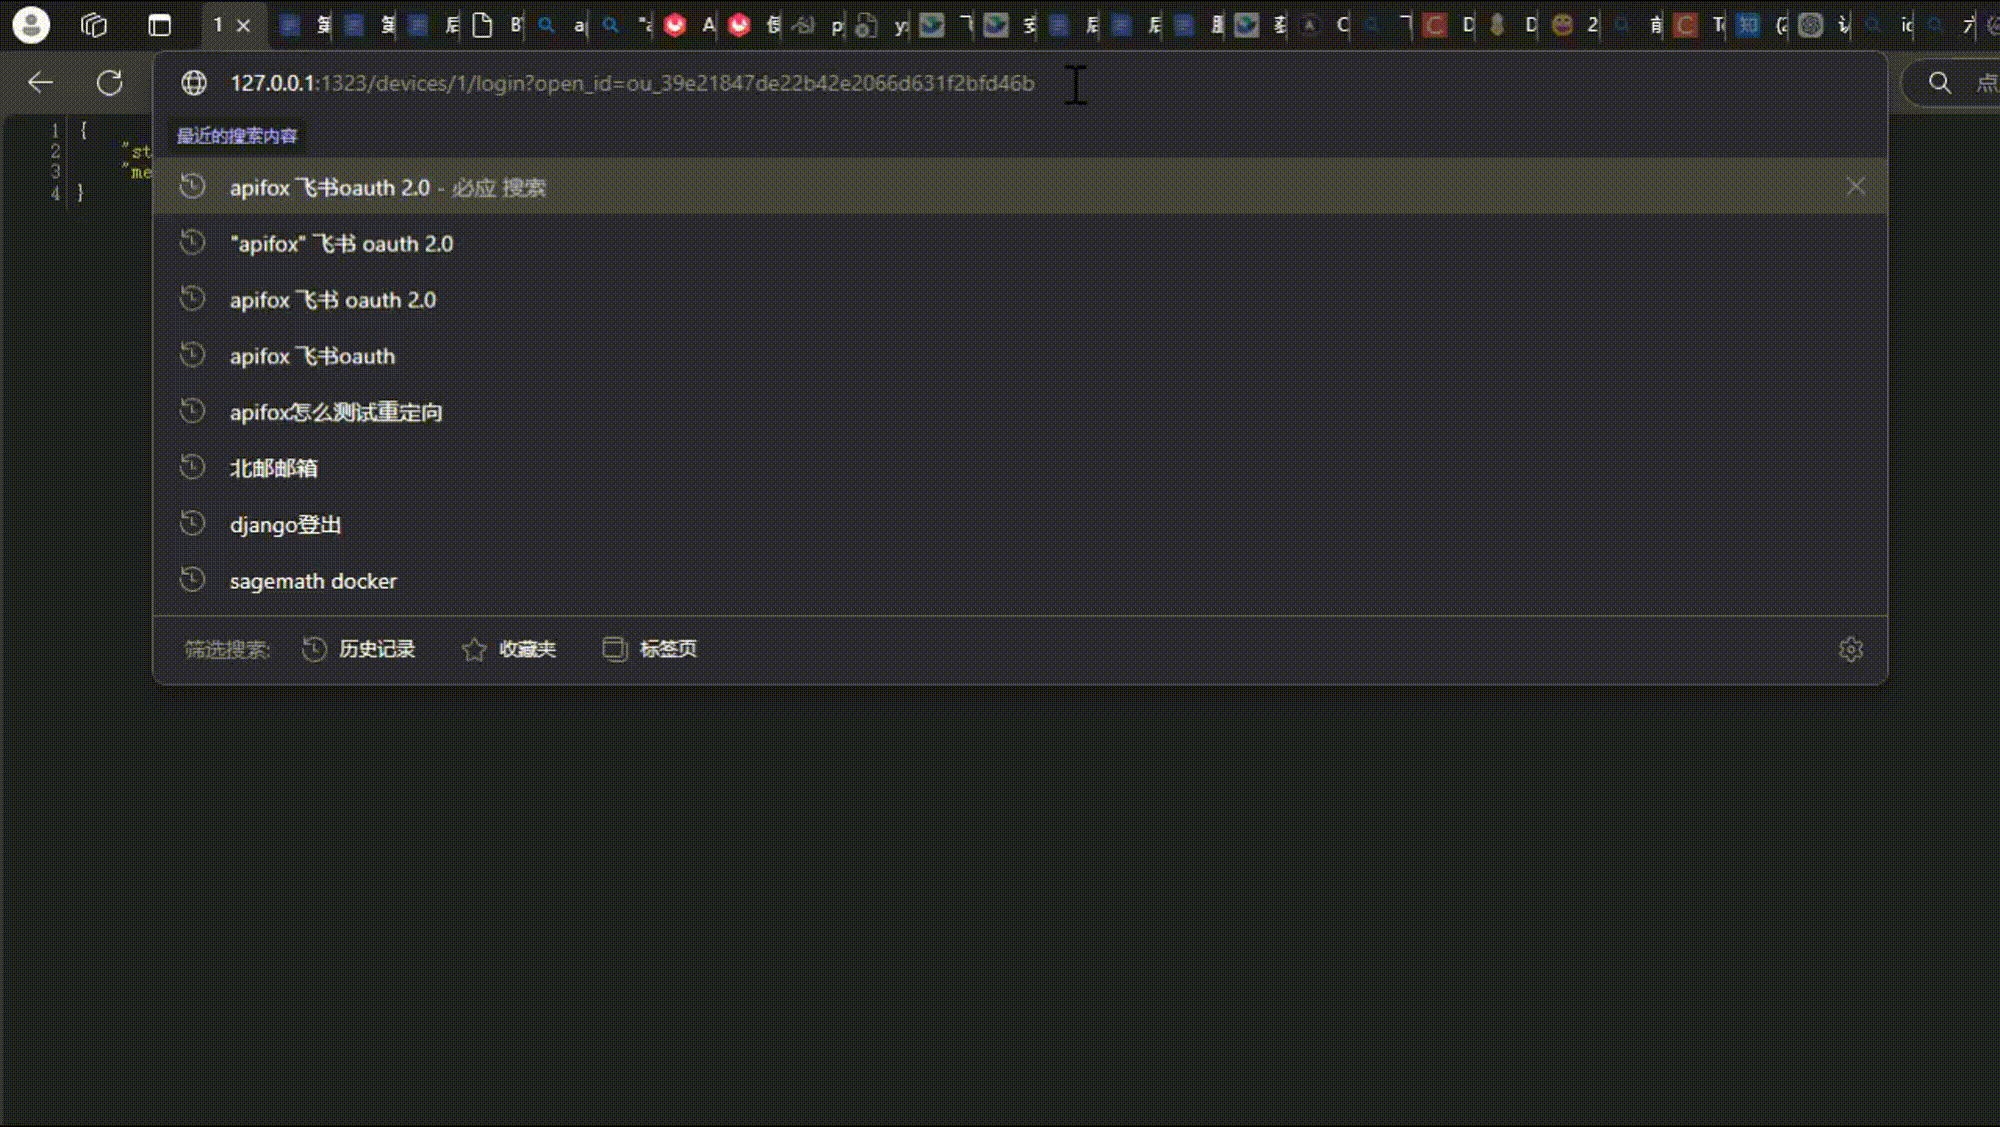 1
127.0.0.1:1323/devices/1/login?open_id=ou_39e21847de22b42e2066d631f2bfd46b
1 {
2 "st
3 "me
4 }
最近的搜索内容
apifox 飞书oauth 2.0 - 必应 搜索
"apifox" 飞书 oauth 2.0
apifox 飞书 oauth 2.0
apifox 飞书oauth
apifox怎么测试重定向
北邮邮箱
django登出
sagemath docker
筛选搜索: 历史记录 收藏夹 标签页